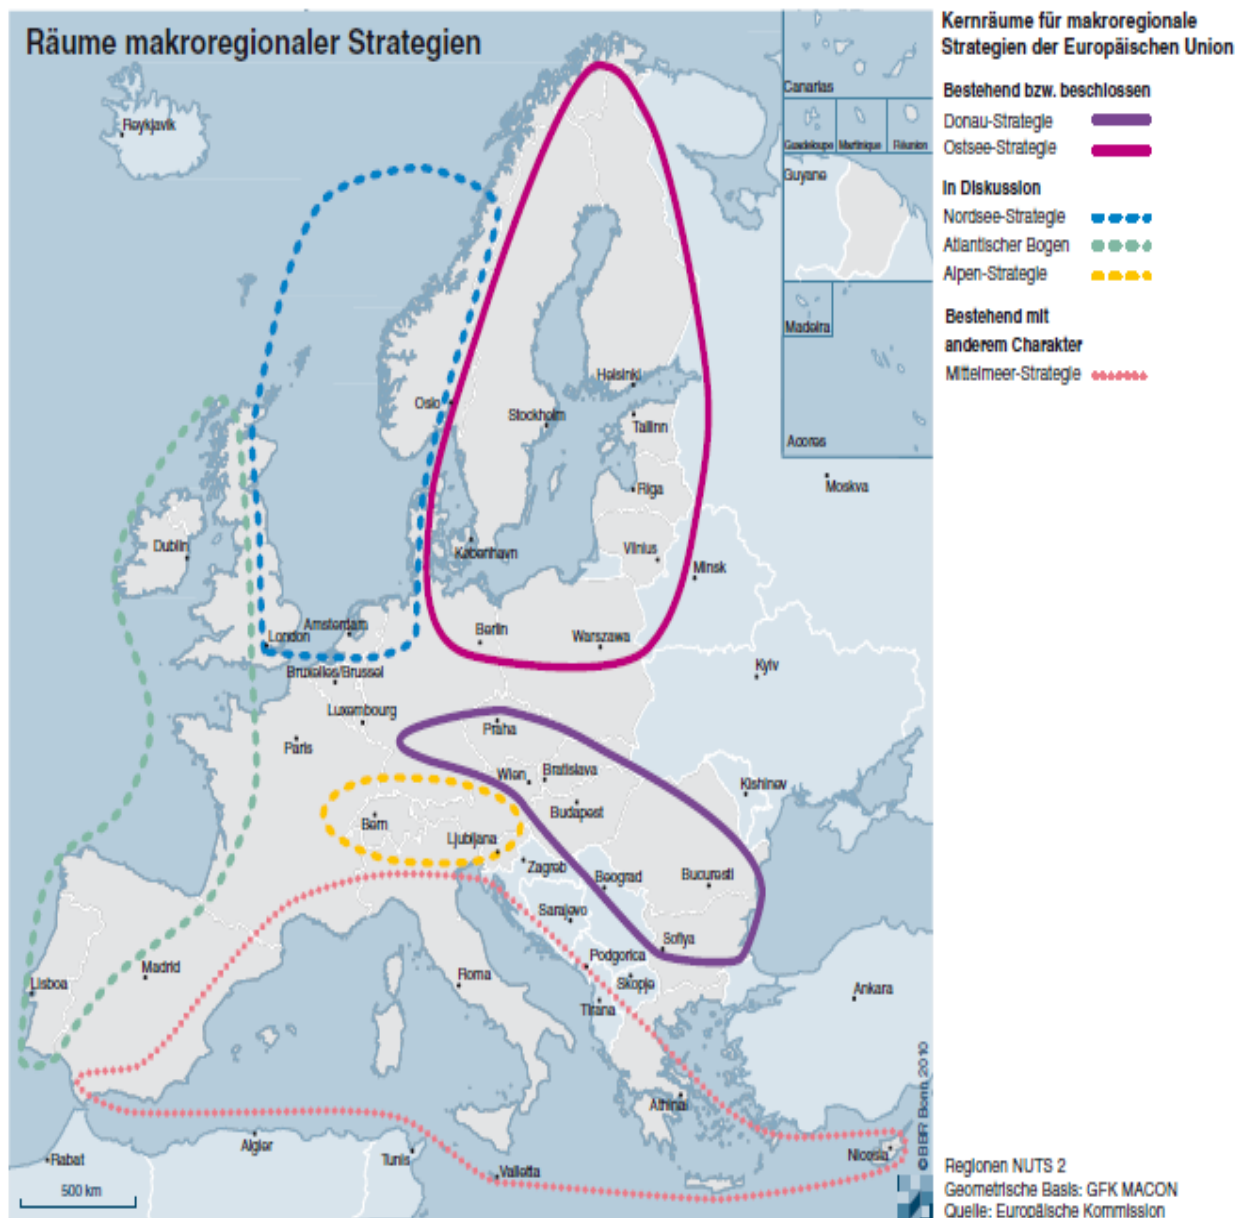 Räume makroregionaler Strategien
Kernräume für makroregionale
Strategien der Europäischen Union
Bestehend bzw. beschlossen
Donau-Strategie
Ostsee-Strategie
In Diskussion
Nordsee-Strategie
Atlantischer Bogen
Alpen-Strategie
Bestehend mit
anderem Charakter
Mittelmeer-Strategie
Canarias
Guadeloupe
Martinique
Réunion
Guyane
Madeira
Acores
Reykjavik
Oslo
Helsinki
Stockholm
Tallinn
Riga
Moskva
Dublin
København
Vilnius
Minsk
London
Amsterdam
Berlin
Warszawa
Bruxelles/Brussel
Kyiv
Luxembourg
Paris
Praha
Wien
Bratislava
Kishinev
Budapest
Bern
Ljubljana
Zagreb
Beograd
Bucuresti
Sarajevo
Sofiya
Podgorica
Skopje
Madrid
Lisboa
Roma
Tirana
Ankara
Athinai
Nicosia
Valletta
Algier
Tunis
Rabat
500 km
© BBR Bonn 2010
Regionen NUTS 2
Geometrische Basis: GFK MACON
Quelle: Europäische Kommission